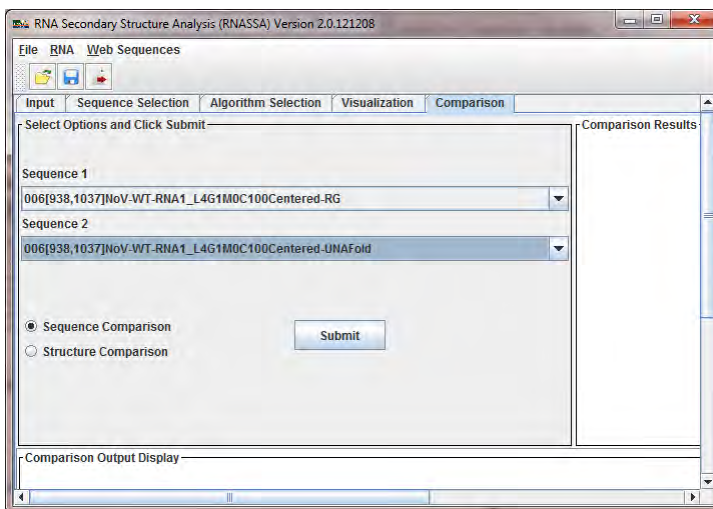 RNA Secondary Structure Analysis (RNASSA) Version 2.0.121208
File RNA Web Sequences
Input Sequence Selection Algorithm Selection Visualization Comparison
Select Options and Click Submit
Comparison Results
Sequence 1
006[938,1037]NoV-WT-RNA1_L4G1M0C100Centered-RG
Sequence 2
006[938,1037]NoV-WT-RNA1_L4G1M0C100Centered-UNAFold
Sequence Comparison
Submit
Structure Comparison
Comparison Output Display